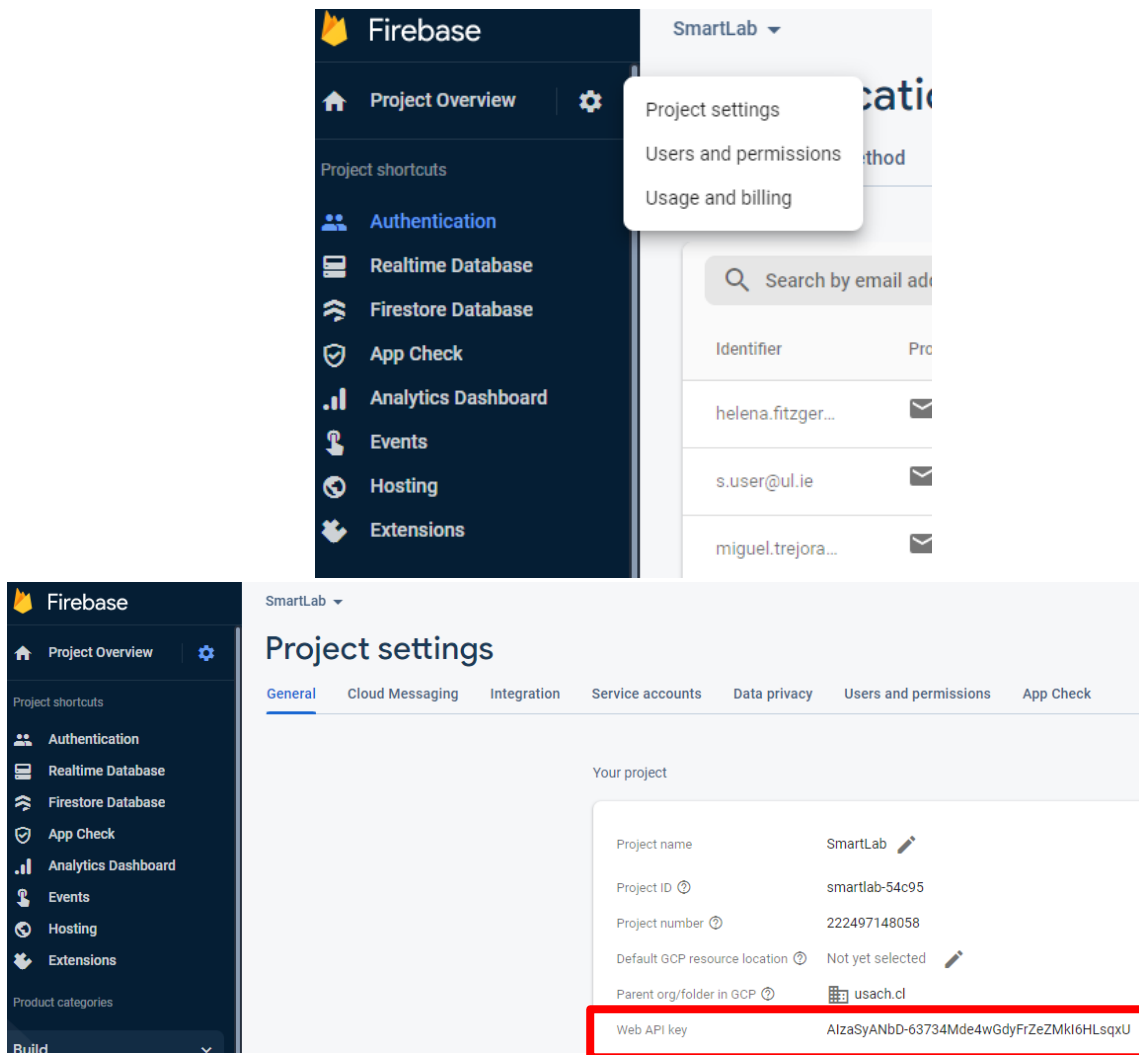 Firebase
SmartLab
Project Overview
Project settings
Users and permissions
thod
Usage and billing
Project shortcuts
Authentication
Realtime Database
Search by email add
Firestore Database
App Check
Identifier Pro
Analytics Dashboard
helena.fitzger...
Events
Hosting
s.user@ul.ie
Extensions
miguel.trejora...
Firebase
SmartLab
Project Overview
Project settings
General Cloud Messaging Integration Service accounts Data privacy Users and permissions App Check
Project shortcuts
Authentication
Realtime Database
Your project
Firestore Database
App Check
Project name SmartLab
Analytics Dashboard
Project ID smartlab-54c95
Events
Project number 222497148058
Hosting
Default GCP resource location Not yet selected
Extensions
Parent org/folder in GCP usach.cl
Product categories
Web API key AIzaSyANbD-63734Mde4wGdyFrZeZMkI6HLsqxU
Build